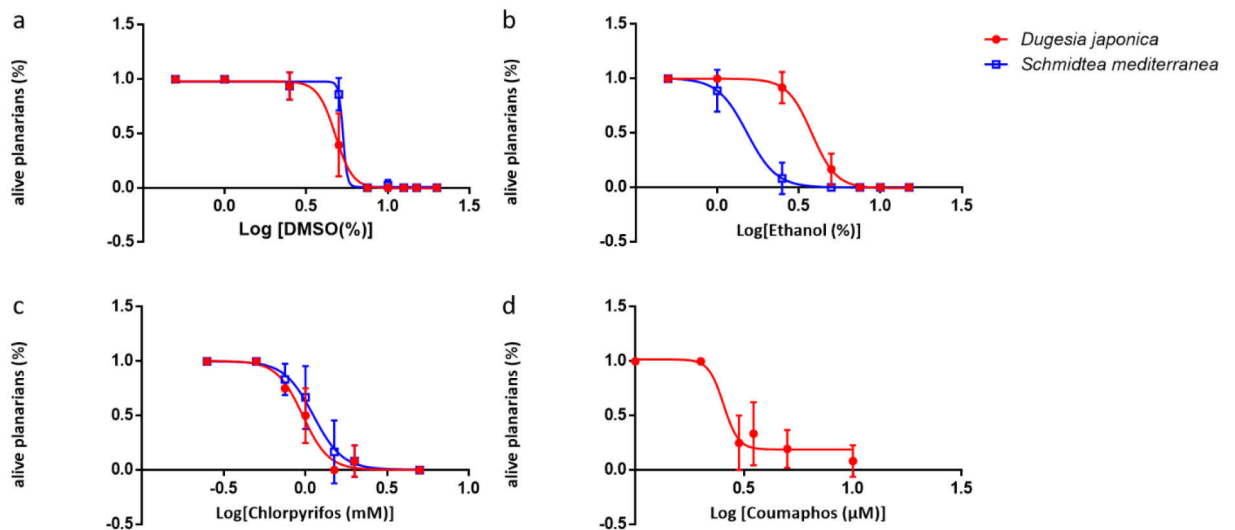 a
1.5
1.0
0.5
0.0
-0.5
alive planarians (%)
0.0
0.5
1.0
1.5
Log [DMSO(%)]
b
1.5
1.0
0.5
0.0
-0.5
alive planarians (%)
0.0
0.5
1.0
1.5
Log[Ethanol (%)]
Dugesia japonica
Schmidtea mediterranea
c
1.5
1.0
0.5
0.0
-0.5
alive planarians (%)
-0.5
0.0
0.5
1.0
Log[Chlorpyrifos (mM)]
d
1.5
1.0
0.5
0.0
-0.5
alive planarians (%)
0.5
1.0
1.5
Log [Coumaphos (μM)]